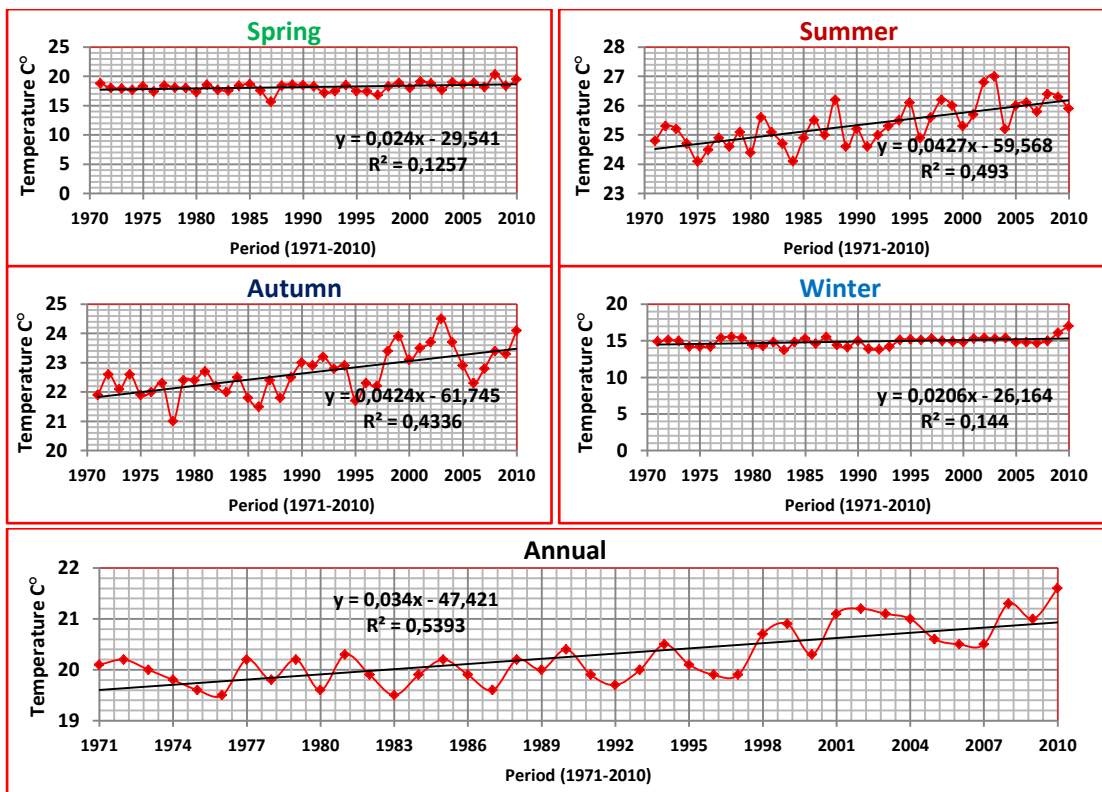 Spring
Temperature C°
25
20
15
10
5
0
y = 0,024x - 29,541
R² = 0,1257
1970 1975 1980 1985 1990 1995 2000 2005 2010
Period (1971-2010)
Summer
Temperature C°
28
27
26
25
24
23
y = 0,0427x - 59,568
R² = 0,493
1970 1975 1980 1985 1990 1995 2000 2005 2010
Period (1971-2010)
Autumn
Temperature C°
25
24
23
22
21
20
y = 0,0424x - 61,745
R² = 0,4336
1970 1975 1980 1985 1990 1995 2000 2005 2010
Period (1971-2010)
Winter
Temperature C°
20
15
10
5
0
y = 0,0206x - 26,164
R² = 0,144
1970 1975 1980 1985 1990 1995 2000 2005 2010
Period (1971-2010)
Annual
Temperature C°
22
21
20
19
y = 0,034x - 47,421
R² = 0,5393
1971 1974 1977 1980 1983 1986 1989 1992 1995 1998 2001 2004 2007 2010
Period (1971-2010)